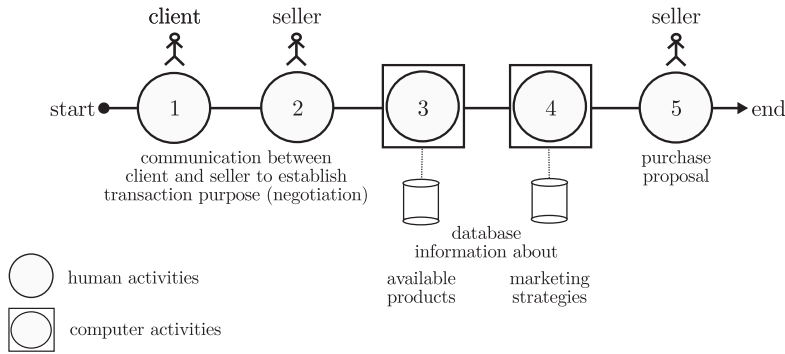 client
seller
seller
start
1
2
3
4
5
end
communication between
client and seller to establish
transaction purpose (negotiation)
purchase
proposal
database
information about
available
products
marketing
strategies
human activities
computer activities